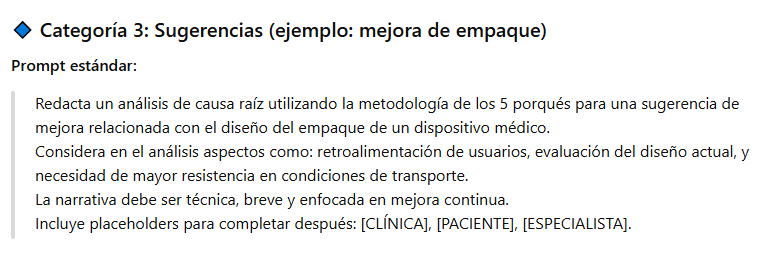 Categoría 3: Sugerencias (ejemplo: mejora de empaque)
Prompt estándar:
Redacta un análisis de causa raíz utilizando la metodología de los 5 porqués para una sugerencia de
mejora relacionada con el diseño del empaque de un dispositivo médico.
Considera en el análisis aspectos como: retroalimentación de usuarios, evaluación del diseño actual, y
necesidad de mayor resistencia en condiciones de transporte.
La narrativa debe ser técnica, breve y enfocada en mejora continua.
Incluye placeholders para completar después: [CLÍNICA], [PACIENTE], [ESPECIALISTA].